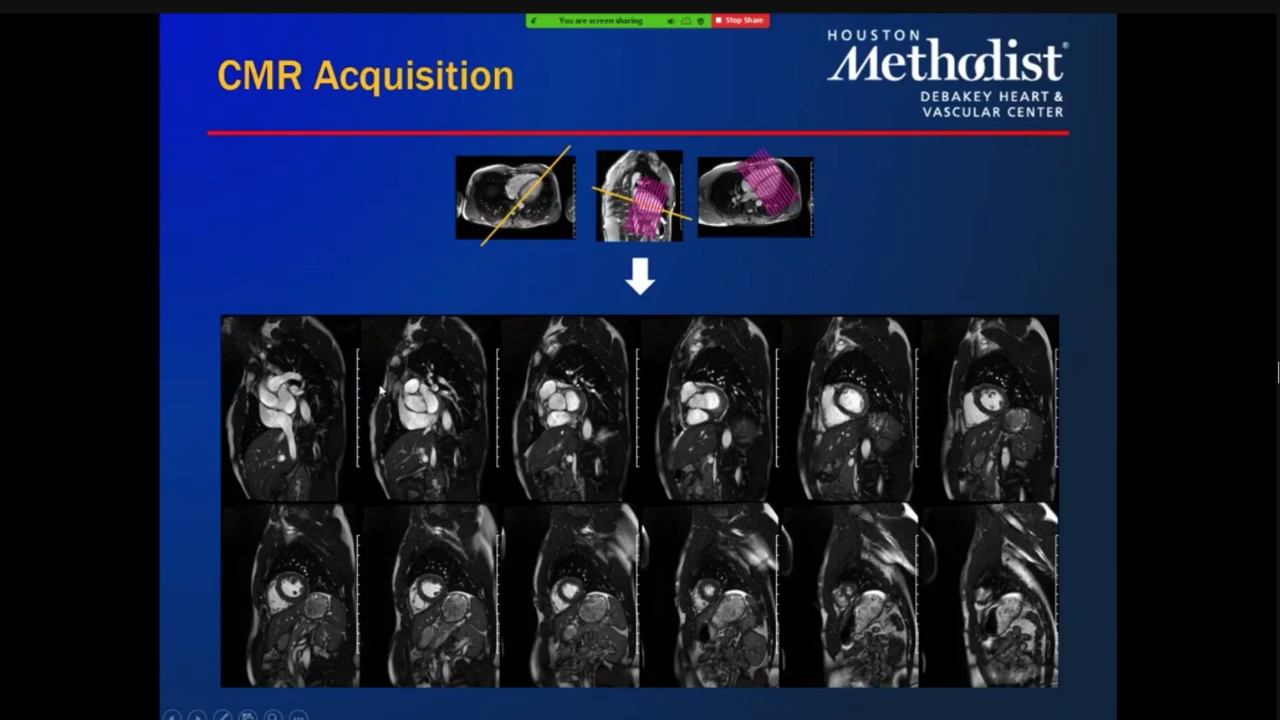 You are screen sharing
Stop Share
CMR Acquisition
HOUSTON
Methodist®
DEBAKEY HEART &
VASCULAR CENTER